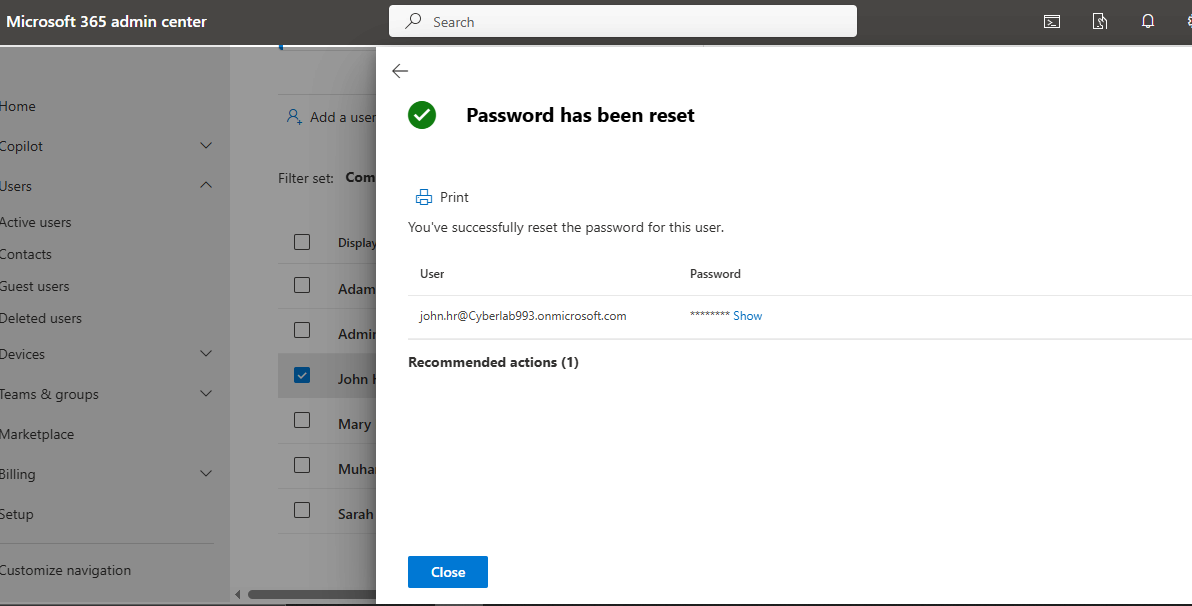 Microsoft 365 admin center
Search
Home
Copilot
Users
Active users
Contacts
Guest users
Deleted users
Devices
Teams & groups
Marketplace
Billing
Setup
Customize navigation
Add a user
Filter set: Com
Display
Adam
Admin
John H
Mary
Muha
Sarah
Password has been reset
Print
You've successfully reset the password for this user.
User Password
john.hr@Cyberlab993.onmicrosoft.com ******** Show
Recommended actions (1)
Close